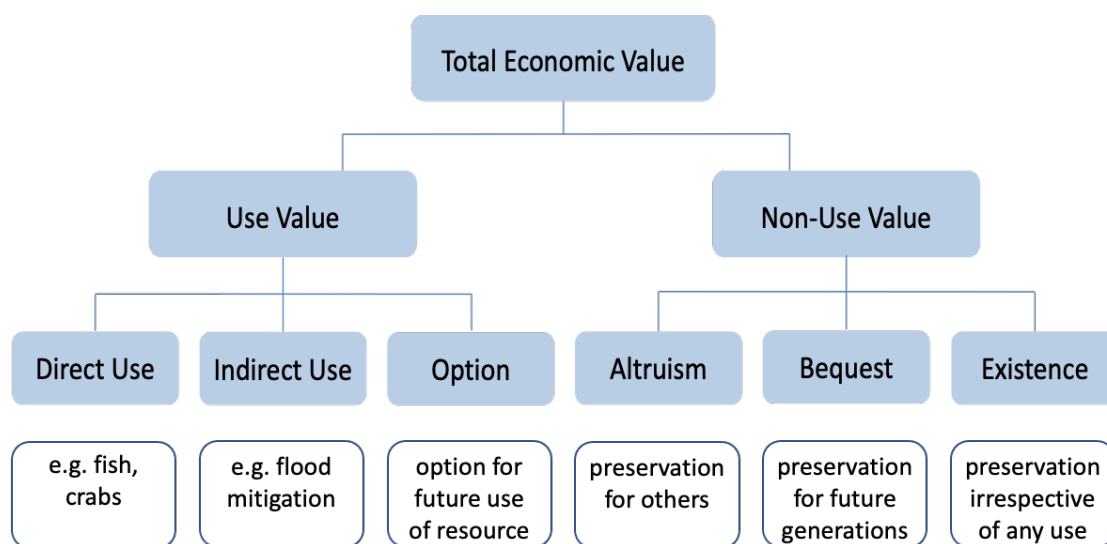 Total Economic Value
Use Value
Non-Use Value
Direct Use
Indirect Use
Option
Altruism
Bequest
Existence
e.g. fish,
crabs
e.g. flood
mitigation
option for
future use
of resource
preservation
for others
preservation
for future
generations
preservation
irrespective
of any use